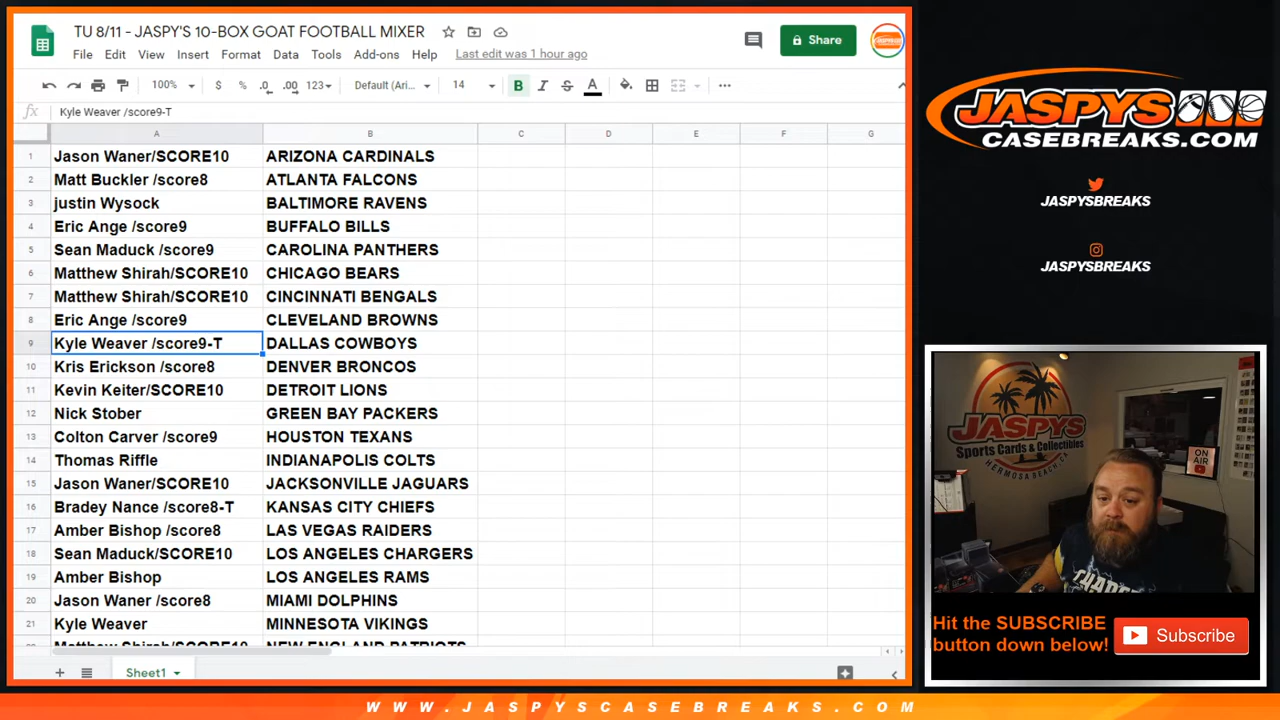 TU 8/11 - JASPY'S 10-BOX GOAT FOOTBALL MIXER
File Edit View Insert Format Data Tools Add-ons Help Last edit was 1 hour ago
Share
100% $ % .0 .00 123 Default (Ari... 14 B I S A
fx Kyle Weaver /score9-T
A B C D E F G
1 Jason Waner/SCORE10 ARIZONA CARDINALS
2 Matt Buckler /score8 ATLANTA FALCONS
3 justin Wysock BALTIMORE RAVENS
4 Eric Ange /score9 BUFFALO BILLS
5 Sean Maduck /score9 CAROLINA PANTHERS
6 Matthew Shirah/SCORE10 CHICAGO BEARS
7 Matthew Shirah/SCORE10 CINCINNATI BENGALS
8 Eric Ange /score9 CLEVELAND BROWNS
9 Kyle Weaver /score9-T DALLAS COWBOYS
10 Kris Erickson /score8 DENVER BRONCOS
11 Kevin Keiter/SCORE10 DETROIT LIONS
12 Nick Stober GREEN BAY PACKERS
13 Colton Carver /score9 HOUSTON TEXANS
14 Thomas Riffle INDIANAPOLIS COLTS
15 Jason Waner/SCORE10 JACKSONVILLE JAGUARS
16 Bradey Nance /score8-T KANSAS CITY CHIEFS
17 Amber Bishop /score8 LAS VEGAS RAIDERS
18 Sean Maduck/SCORE10 LOS ANGELES CHARGERS
19 Amber Bishop LOS ANGELES RAMS
20 Jason Waner /score8 MIAMI DOLPHINS
21 Kyle Weaver MINNESOTA VIKINGS
Matthew Shirah/SCORE10 NEW ENGLAND PATRIOTS
Sheet1
JASPYS
CASEBREAKS.COM
JASPYSBREAKS
JASPYSBREAKS
JASPYS
Sports Cards & Collectibles
HERMOSA BEACH, CA
ON AIR
Hit the SUBSCRIBE
button down below!
Subscribe
WWW.JASPYSCASEBREAKS.COM